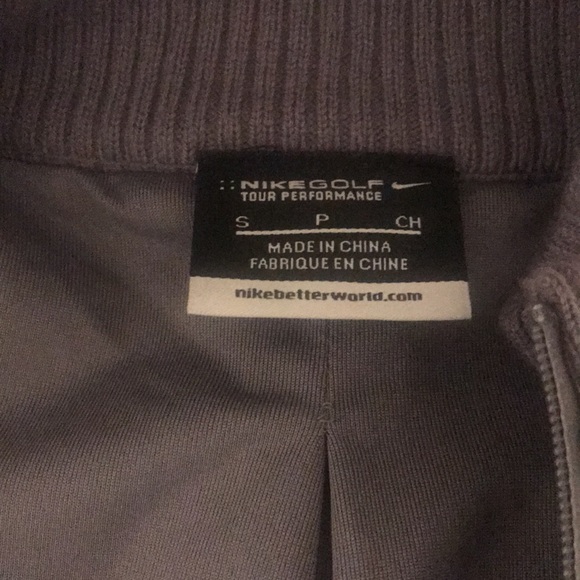 NIKEGOLF
TOUR PERFORMANCE
S P CH
MADE IN CHINA
FABRIQUE EN CHINE
nikebetterworld.com